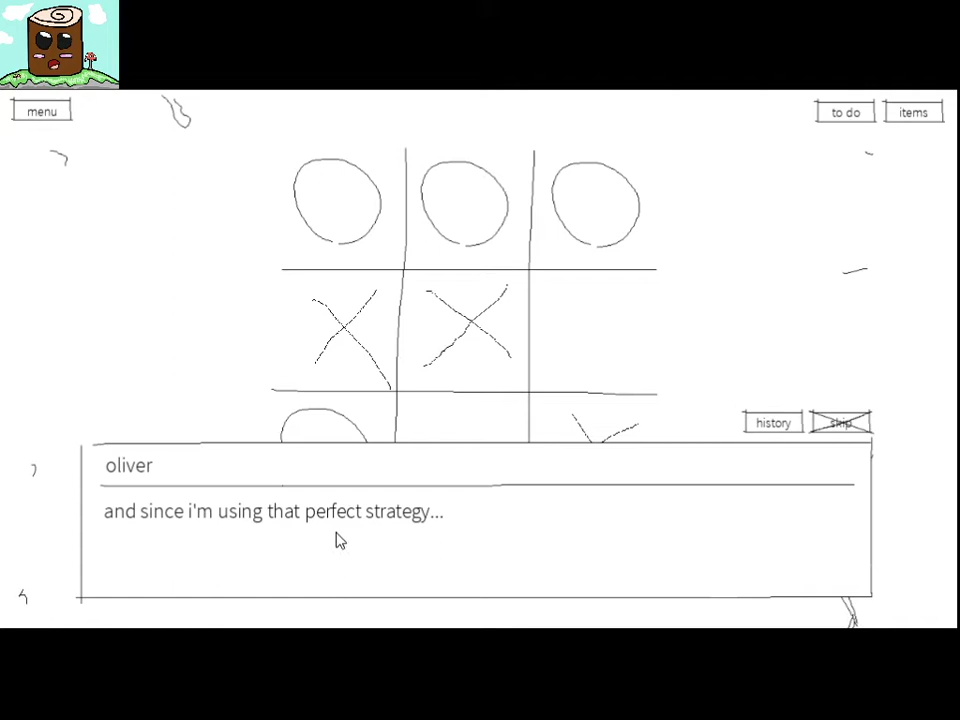 menu
to do
items
history
skip
oliver
and since i'm using that perfect strategy...